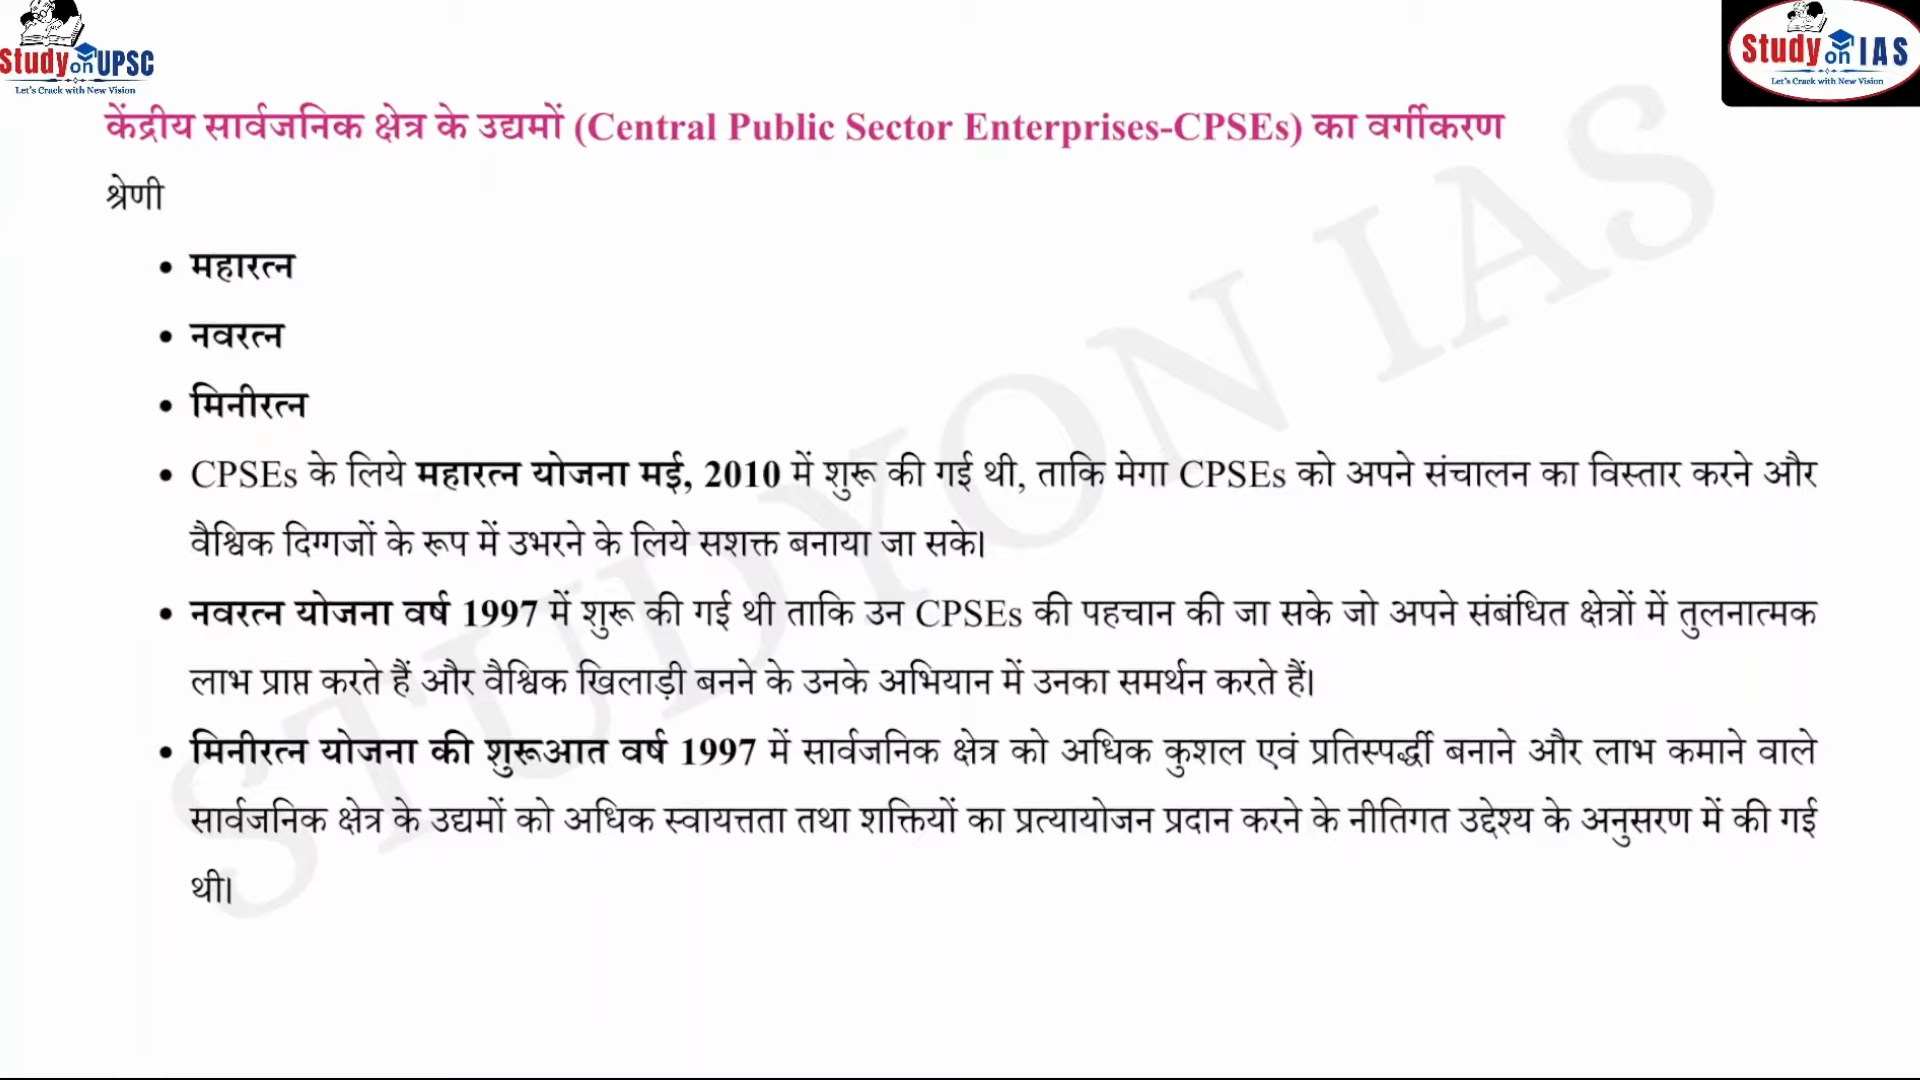 Study on UPSC
Let's Crack with New Vision
Study on IAS
Let's Crack with New Vision
केंद्रीय सार्वजनिक क्षेत्र के उद्यमों (Central Public Sector Enterprises-CPSEs) का वर्गीकरण
श्रेणी
• महारत्न
• नवरत्न
• मिनीरत्न
• CPSEs के लिये महारत्न योजना मई, 2010 में शुरू की गई थी, ताकि मेगा CPSEs को अपने संचालन का विस्तार करने और
वैश्विक दिग्गजों के रूप में उभरने के लिये सशक्त बनाया जा सके।
• नवरत्न योजना वर्ष 1997 में शुरू की गई थी ताकि उन CPSEs की पहचान की जा सके जो अपने संबंधित क्षेत्रों में तुलनात्मक
लाभ प्राप्त करते हैं और वैश्विक खिलाड़ी बनने के उनके अभियान में उनका समर्थन करते हैं।
• मिनीरत्न योजना की शुरूआत वर्ष 1997 में सार्वजनिक क्षेत्र को अधिक कुशल एवं प्रतिस्पर्द्धी बनाने और लाभ कमाने वाले
सार्वजनिक क्षेत्र के उद्यमों को अधिक स्वायत्तता तथा शक्तियों का प्रत्यायोजन प्रदान करने के नीतिगत उद्देश्य के अनुसरण में की गई
थी।
STUDYON IAS